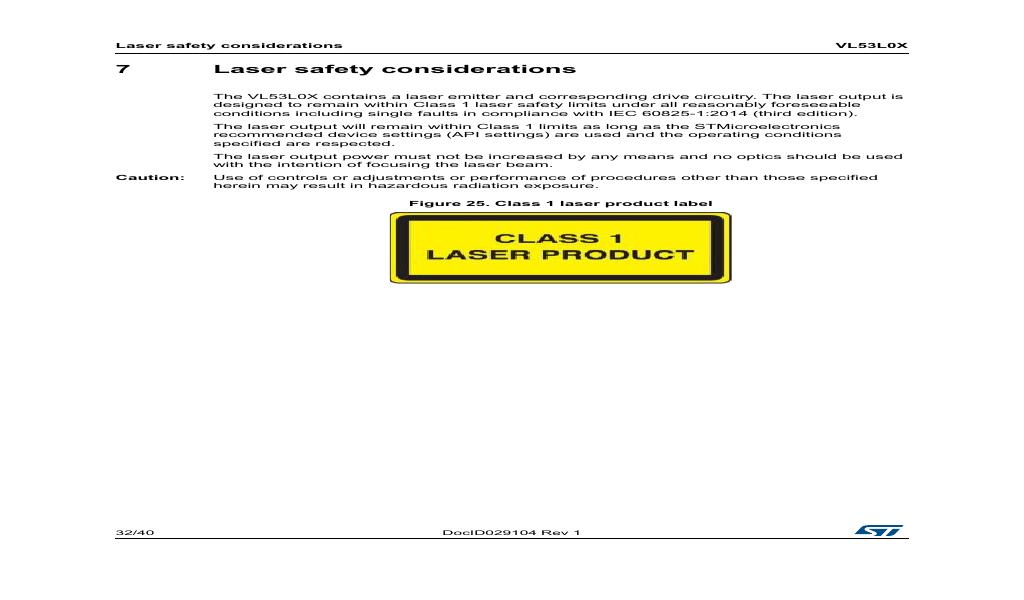 Laser safety considerations VL53L0X
7 Laser safety considerations
The VL53L0X contains a laser emitter and corresponding drive circuitry. The laser output is
designed to remain within Class 1 laser safety limits under all reasonably foreseeable
conditions including single faults in compliance with IEC 60825-1:2014 (third edition).
The laser output will remain within Class 1 limits as long as the STMicroelectronics
recommended device settings (API settings) are used and the operating conditions
specified are respected.
The laser output power must not be increased by any means and no optics should be used
with the intention of focusing the laser beam.
Caution: Use of controls or adjustments or performance of procedures other than those specified
herein may result in hazardous radiation exposure.
Figure 25. Class 1 laser product label
CLASS 1
LASER PRODUCT
32/40 DocID029104 Rev 1 ST